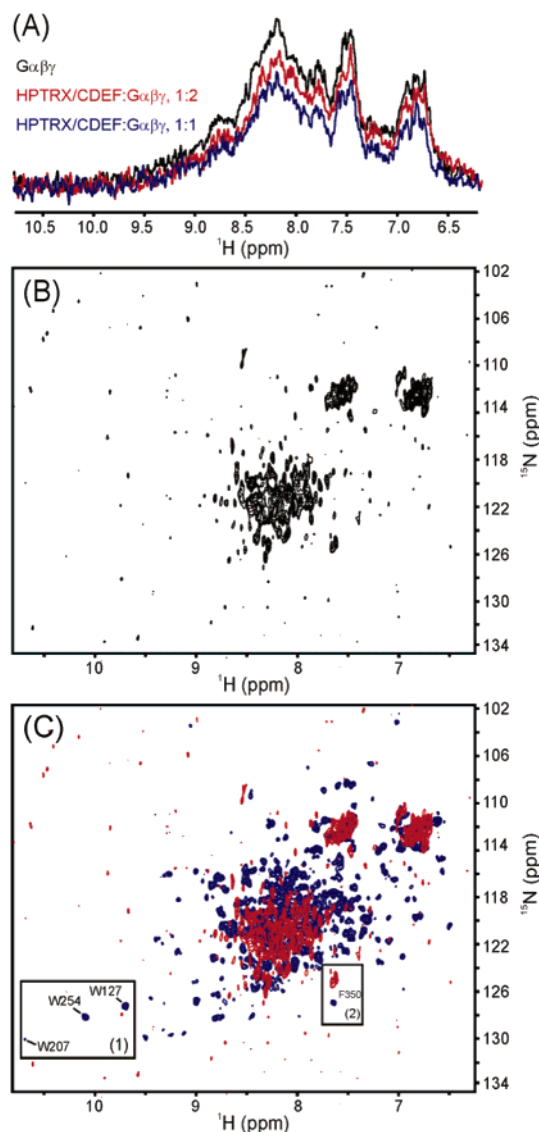 (A)
Gαβγ
HPTRX/CDEF:Gαβγ, 1:2
HPTRX/CDEF:Gαβγ, 1:1
10.5 10.0 9.5 9.0 8.5 8.0 7.5 7.0 6.5
¹H (ppm)
(B)
102
106
110
114
118
122
126
130
134
¹⁵N (ppm)
10 9 8 7
¹H (ppm)
(C)
102
106
110
114
118
122
126
130
134
¹⁵N (ppm)
W127
W254
W207
(1)
F350
(2)
10 9 8 7
¹H (ppm)